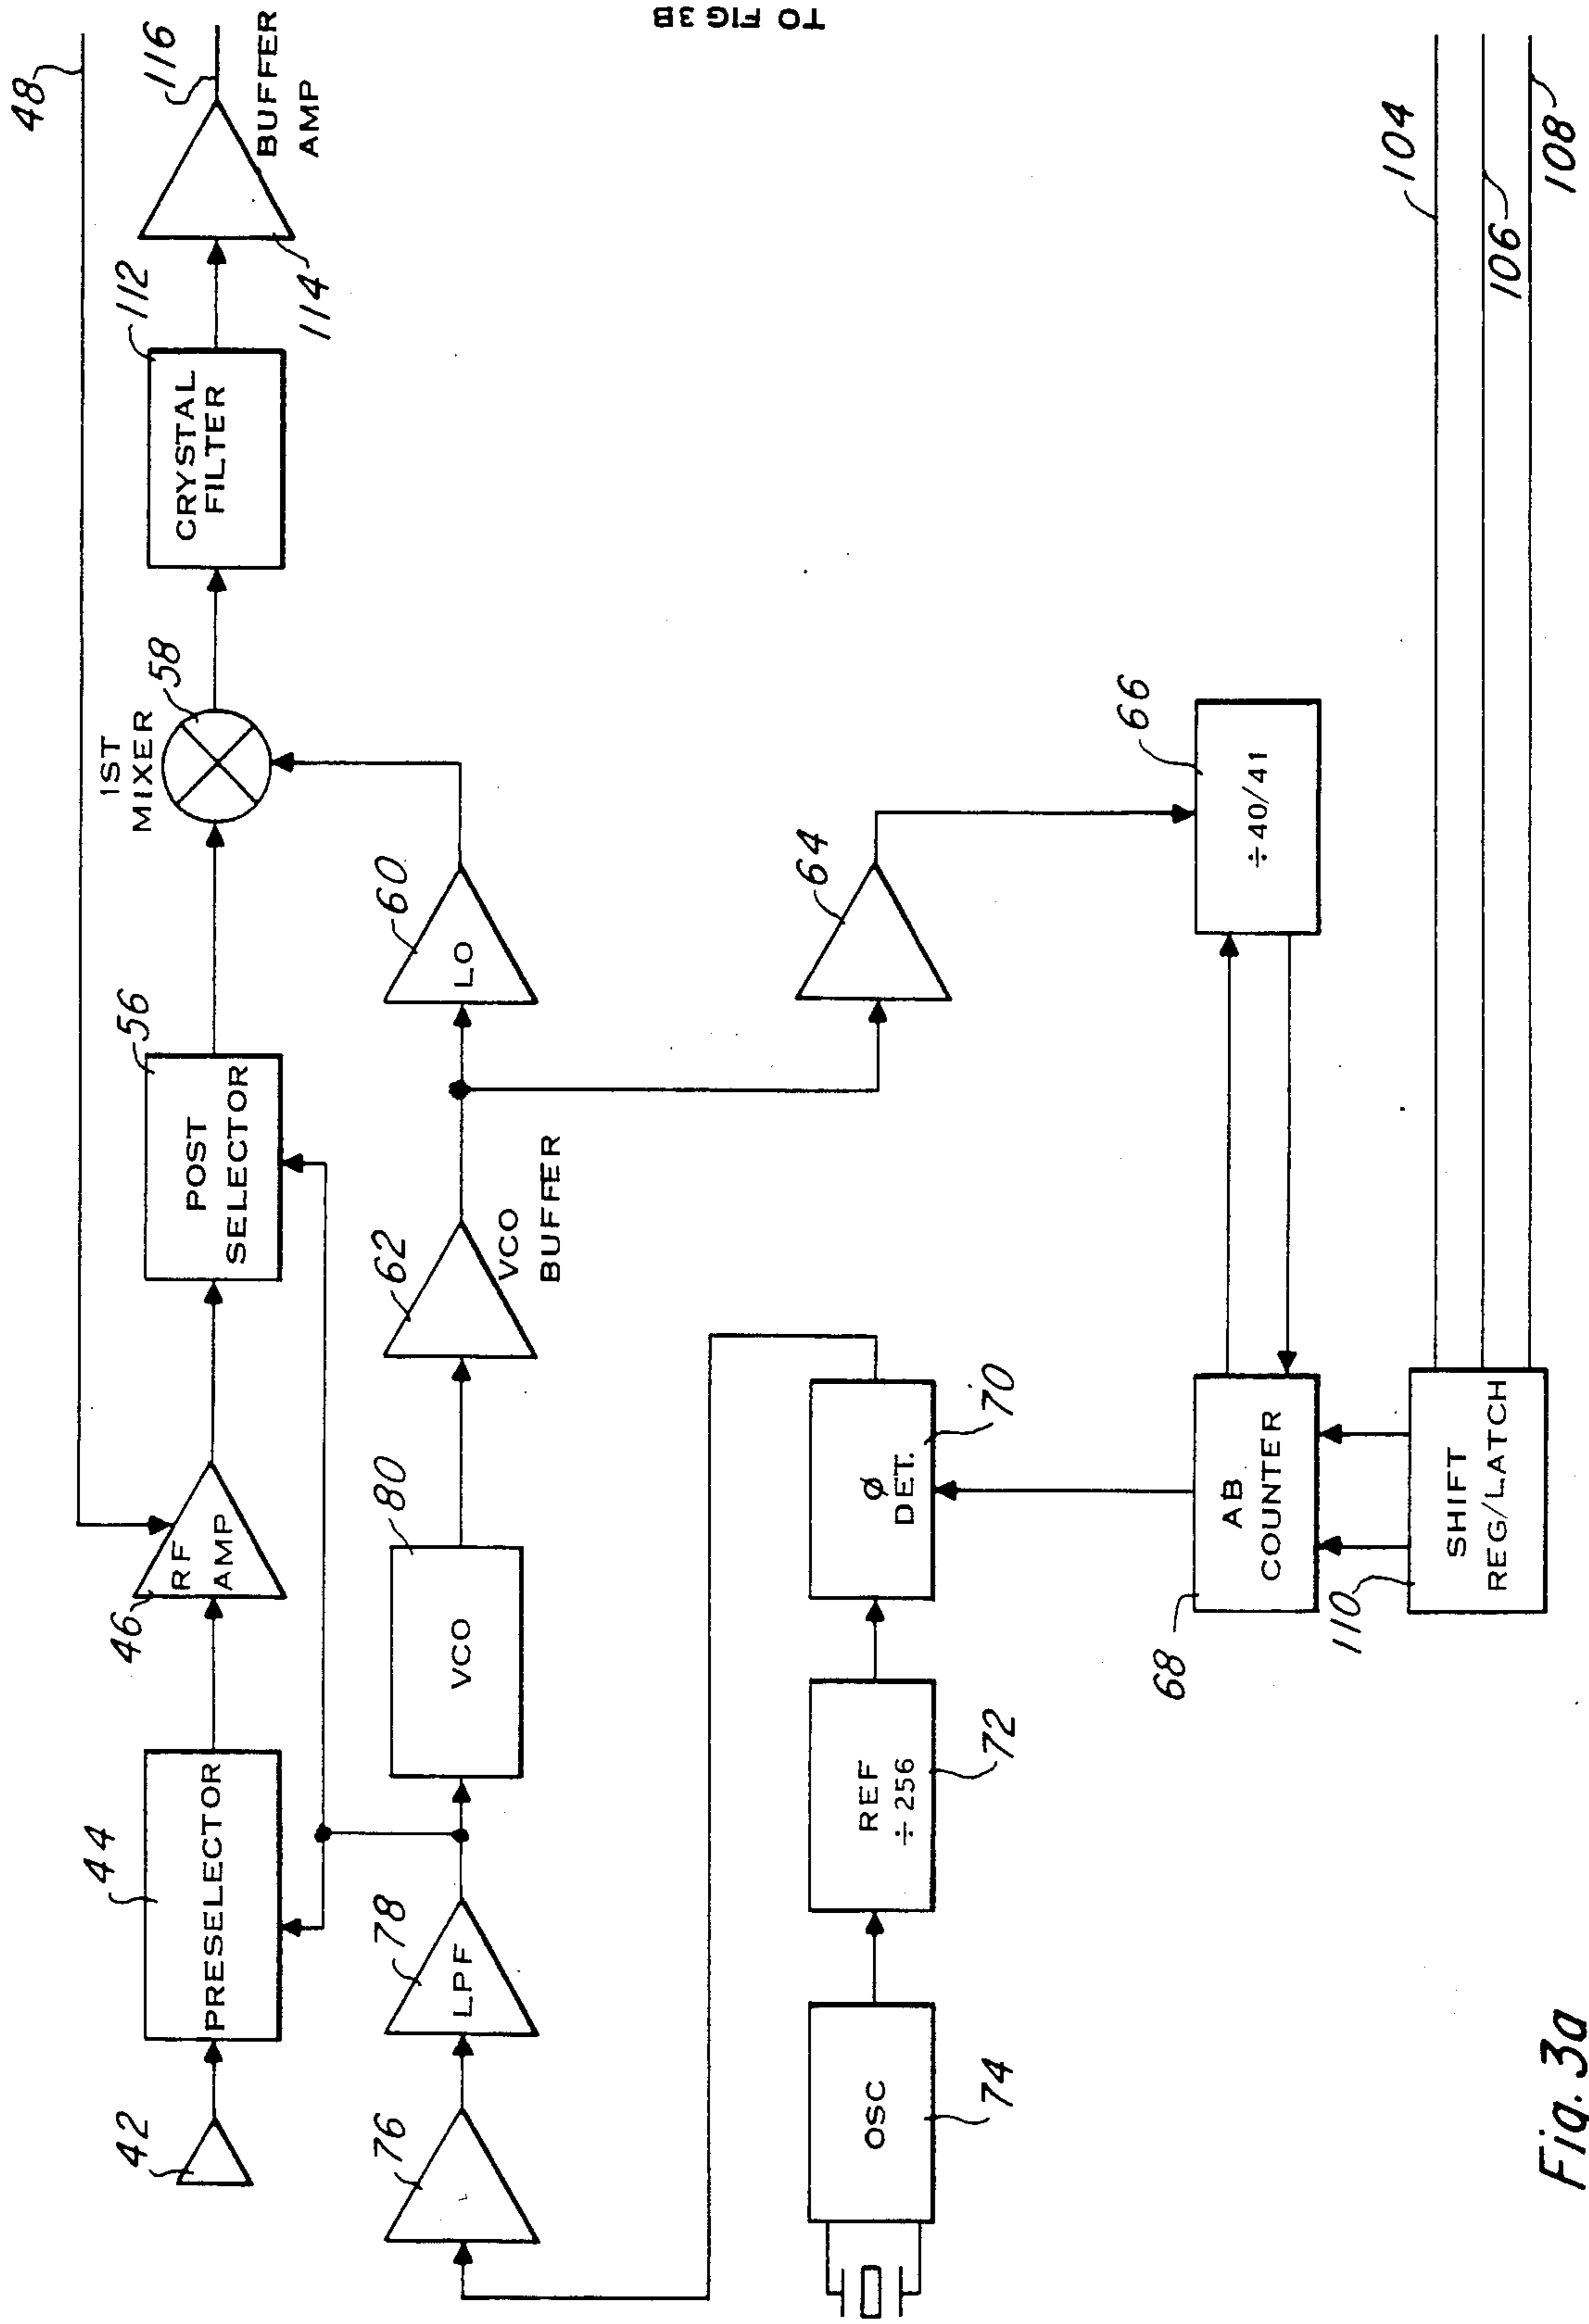 48
116
BUFFER
AMP
114
112
CRYSTAL
FILTER
58
1ST
MIXER
56
POST
SELECTOR
46
RF
AMP
44
PRESELECTOR
42
60
LO
62
VCO
BUFFER
80
VCO
78
LPF
76
64
66
÷40/41
70
Ø
DET.
72
REF
÷256
74
OSC
68
AB
COUNTER
110
SHIFT
REG/LATCH
104
106
108
TO FIG 3B
Fig. 3a